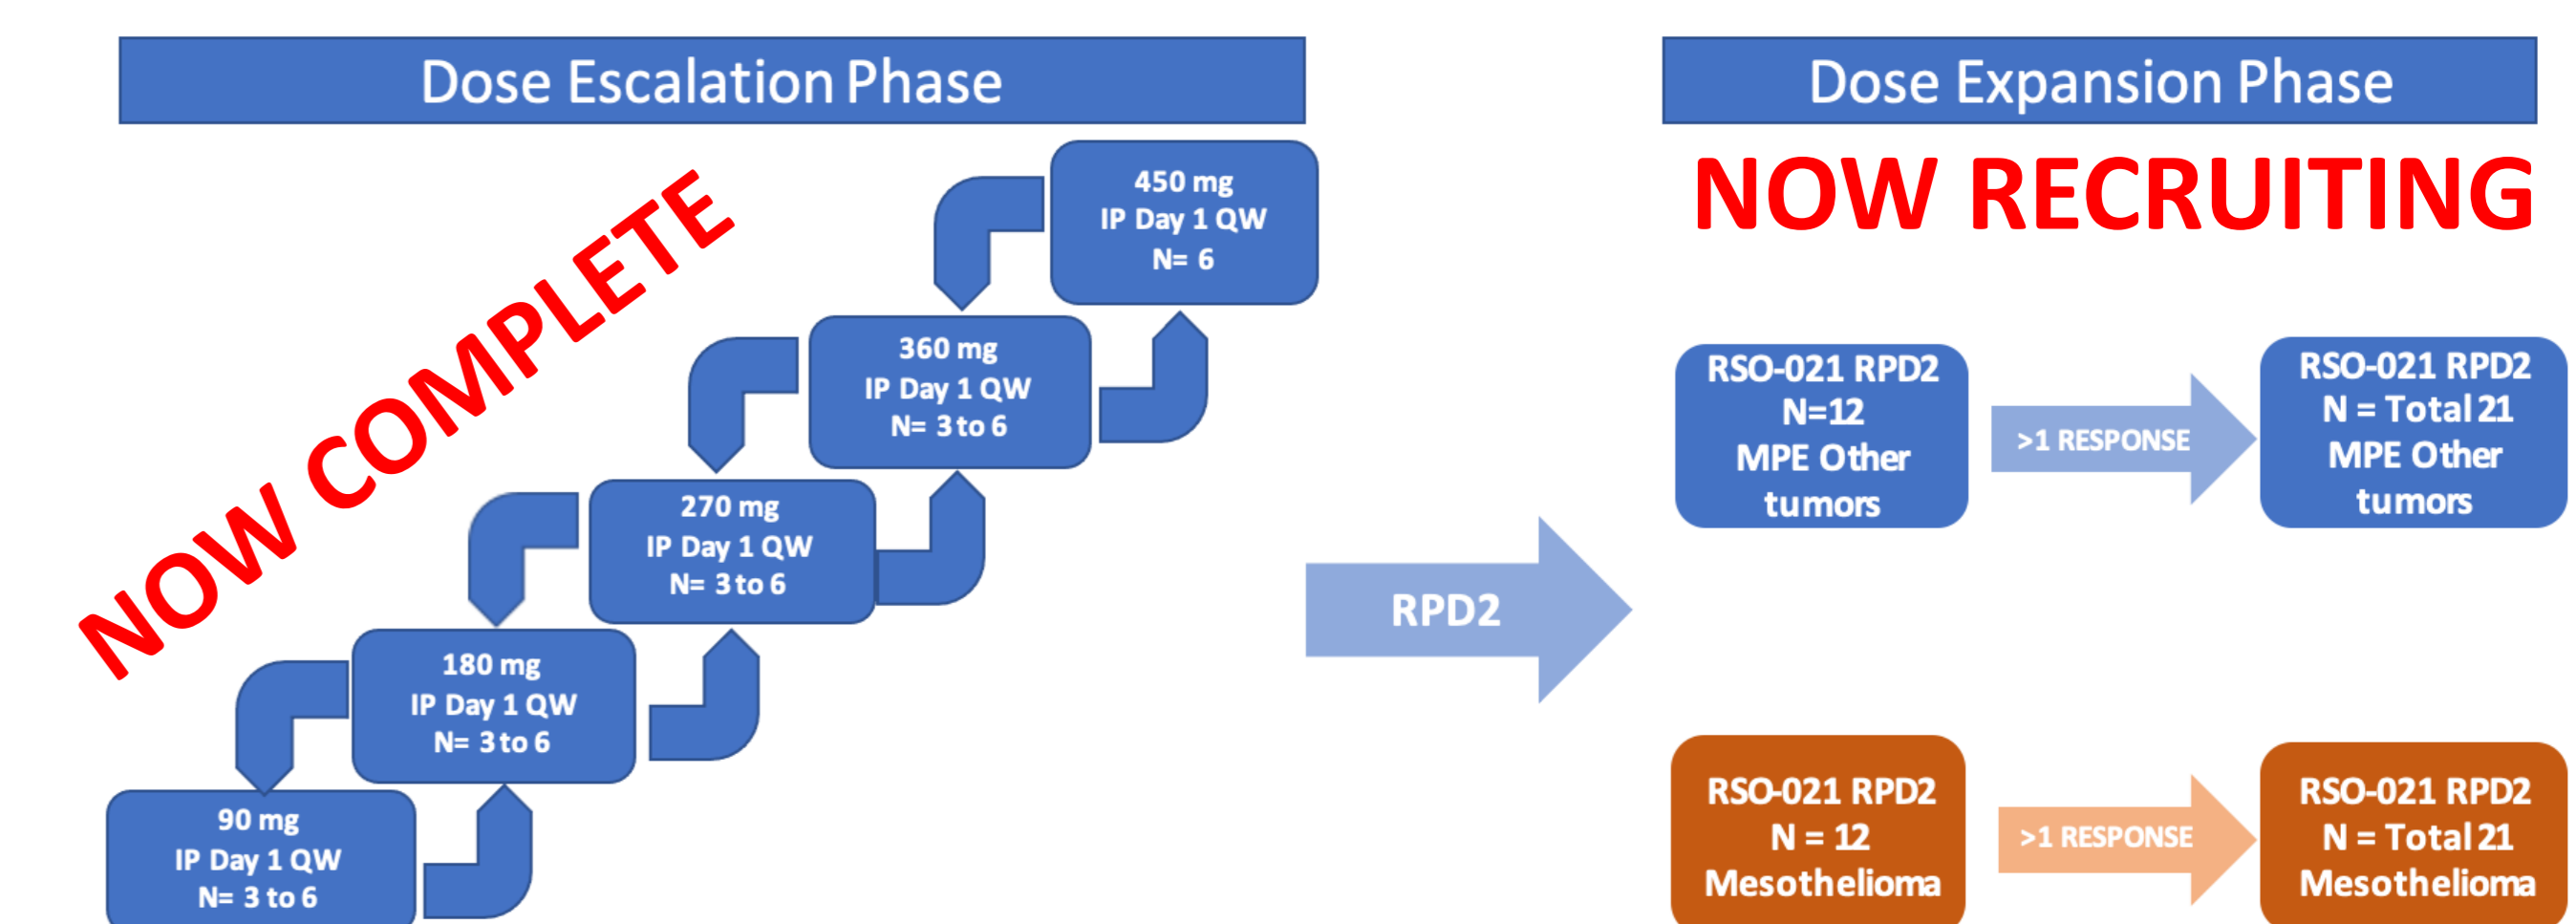 Dose Escalation Phase
NOW COMPLETE
450 mg
IP Day 1 QW
N= 6
360 mg
IP Day 1 QW
N= 3 to 6
270 mg
IP Day 1 QW
N= 3 to 6
180 mg
IP Day 1 QW
N= 3 to 6
90 mg
IP Day 1 QW
N= 3 to 6
RPD2
Dose Expansion Phase
NOW RECRUITING
RSO-021 RPD2
N=12
MPE Other
tumors
>1 RESPONSE
RSO-021 RPD2
N = Total 21
MPE Other
tumors
RSO-021 RPD2
N = 12
Mesothelioma
>1 RESPONSE
RSO-021 RPD2
N = Total 21
Mesothelioma